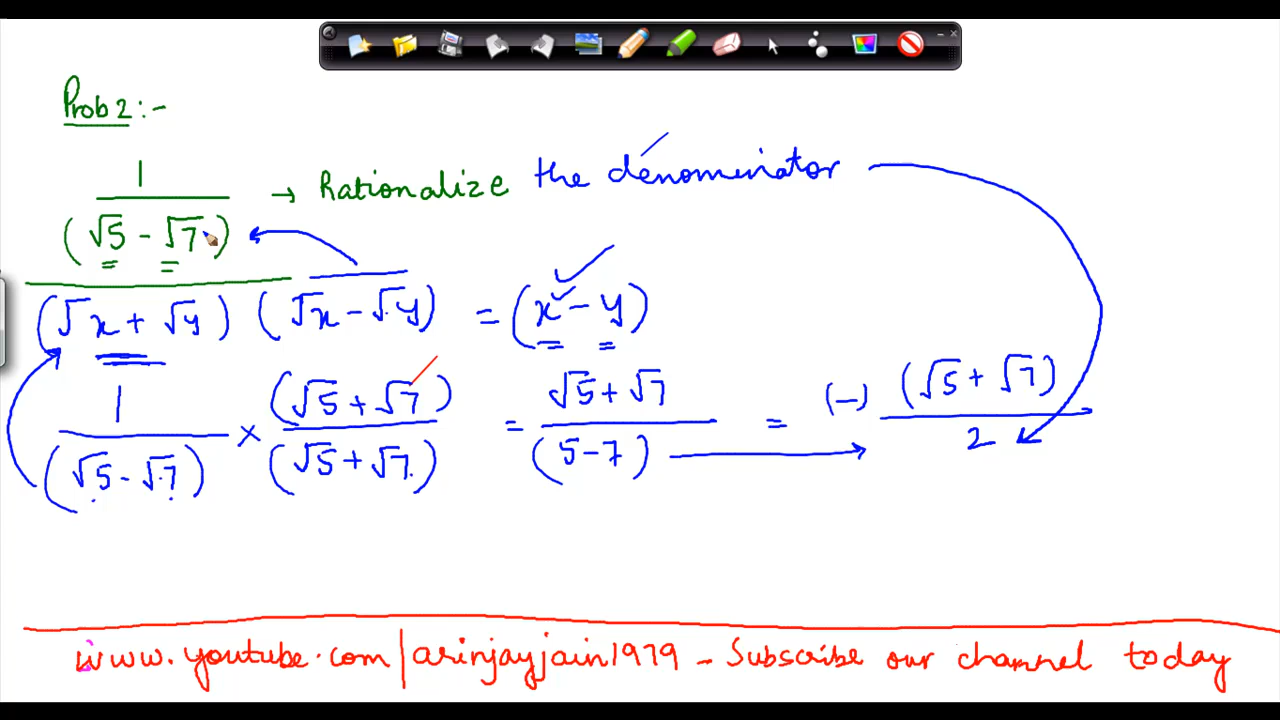 Prob 2:-
1 / (√5 - √7) → Rationalize the denominator
(√x + √y) (√x - √y) = (x - y)
1 / (√5 - √7) × (√5 + √7) / (√5 + √7) = √5 + √7 / (5 - 7) = (-) (√5 + √7) / 2
www.youtube.com/arinjayjain1979 - Subscribe our channel today